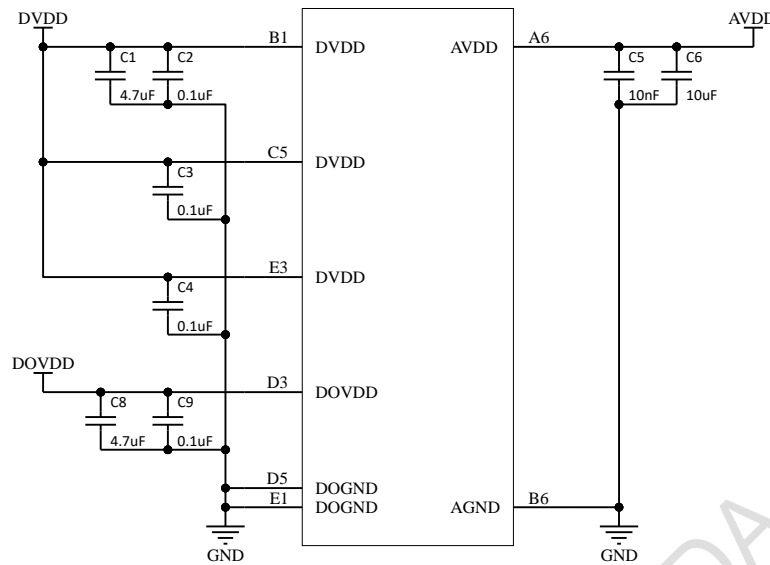 DVDD
AVDD
B1
DVDD
AVDD
A6
C1
C2
C5
C6
4.7uF
0.1uF
10nF
10uF
C5
DVDD
C3
0.1uF
E3
DVDD
C4
0.1uF
DOVDD
D3
DOVDD
C8
C9
4.7uF
0.1uF
D5
DOGND
E1
DOGND
AGND
B6
GND
GND